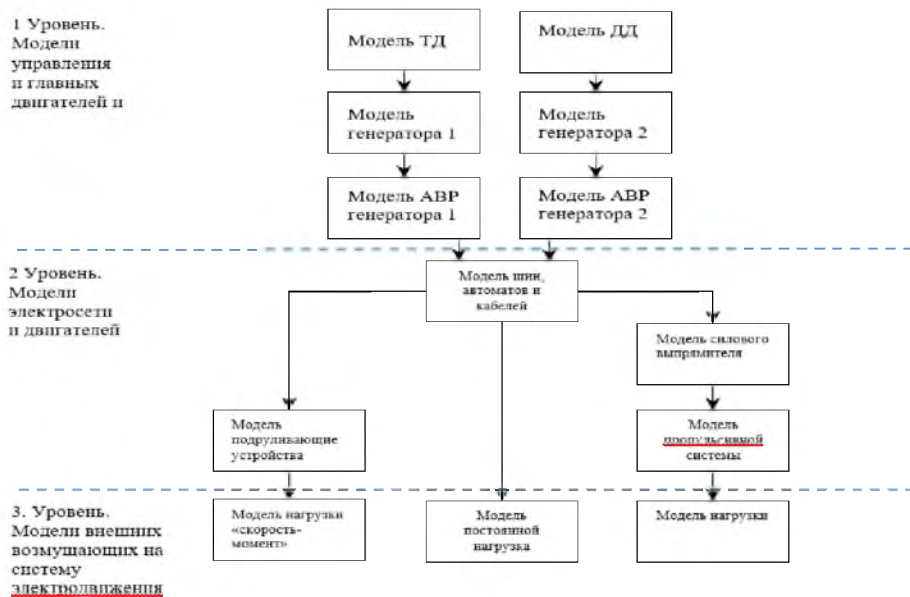 1 Уровень.
Модели
управления
и главных
двигателей и
Модель ТД
Модель ДД
Модель
генератора 1
Модель
генератора 2
Модель АВР
генератора 1
Модель АВР
генератора 2
2 Уровень.
Модели
электросети
и двигателей
Модель шин,
автоматов и
кабелей
Модель силового
выпрямителя
Модель
подруливающие
устройства
Модель
пропульсивной
системы
3. Уровень.
Модели внешних
возмущающих на
систему
электродвижения
Модель нагрузки
«скорость-
момент»
Модель
постоянной
нагрузка
Модель нагрузки